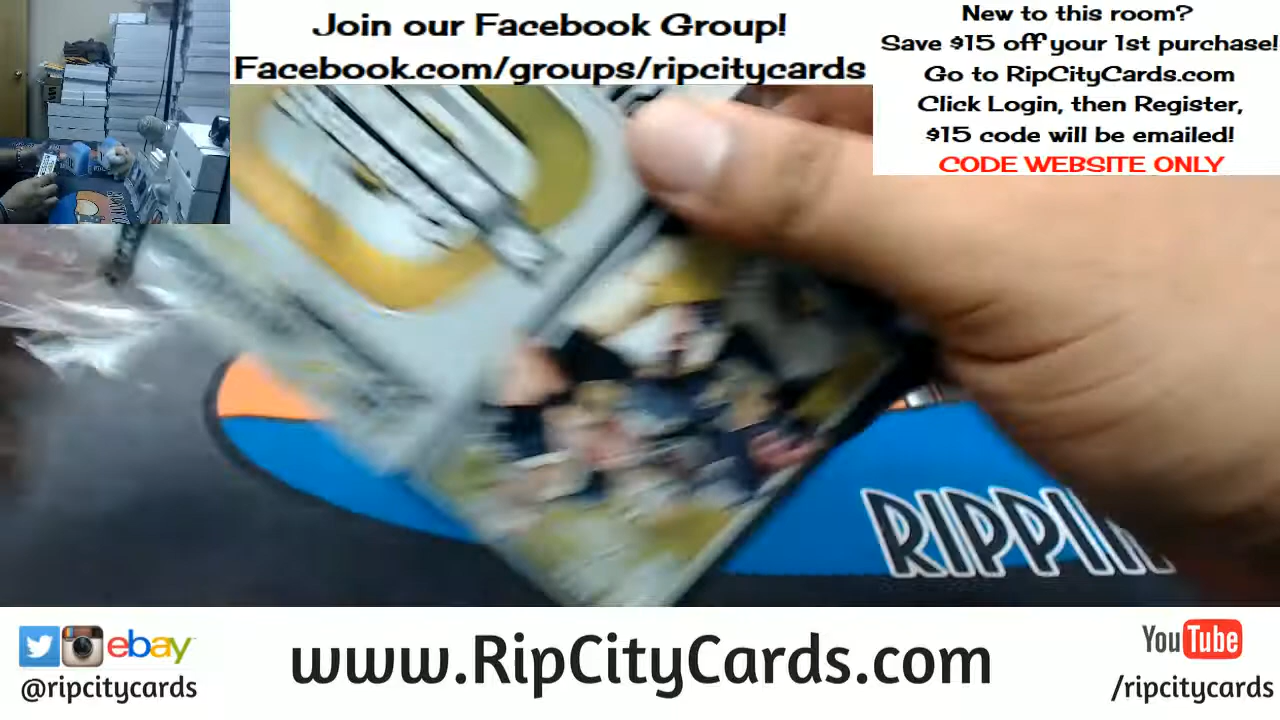 Join our Facebook Group!
Facebook.com/groups/ripcitycards
New to this room?
Save $15 off your 1st purchase!
Go to RipCityCards.com
Click Login, then Register,
$15 code will be emailed!
CODE WEBSITE ONLY
ebay
@ripcitycards
www.RipCityCards.com
YouTube
/ripcitycards